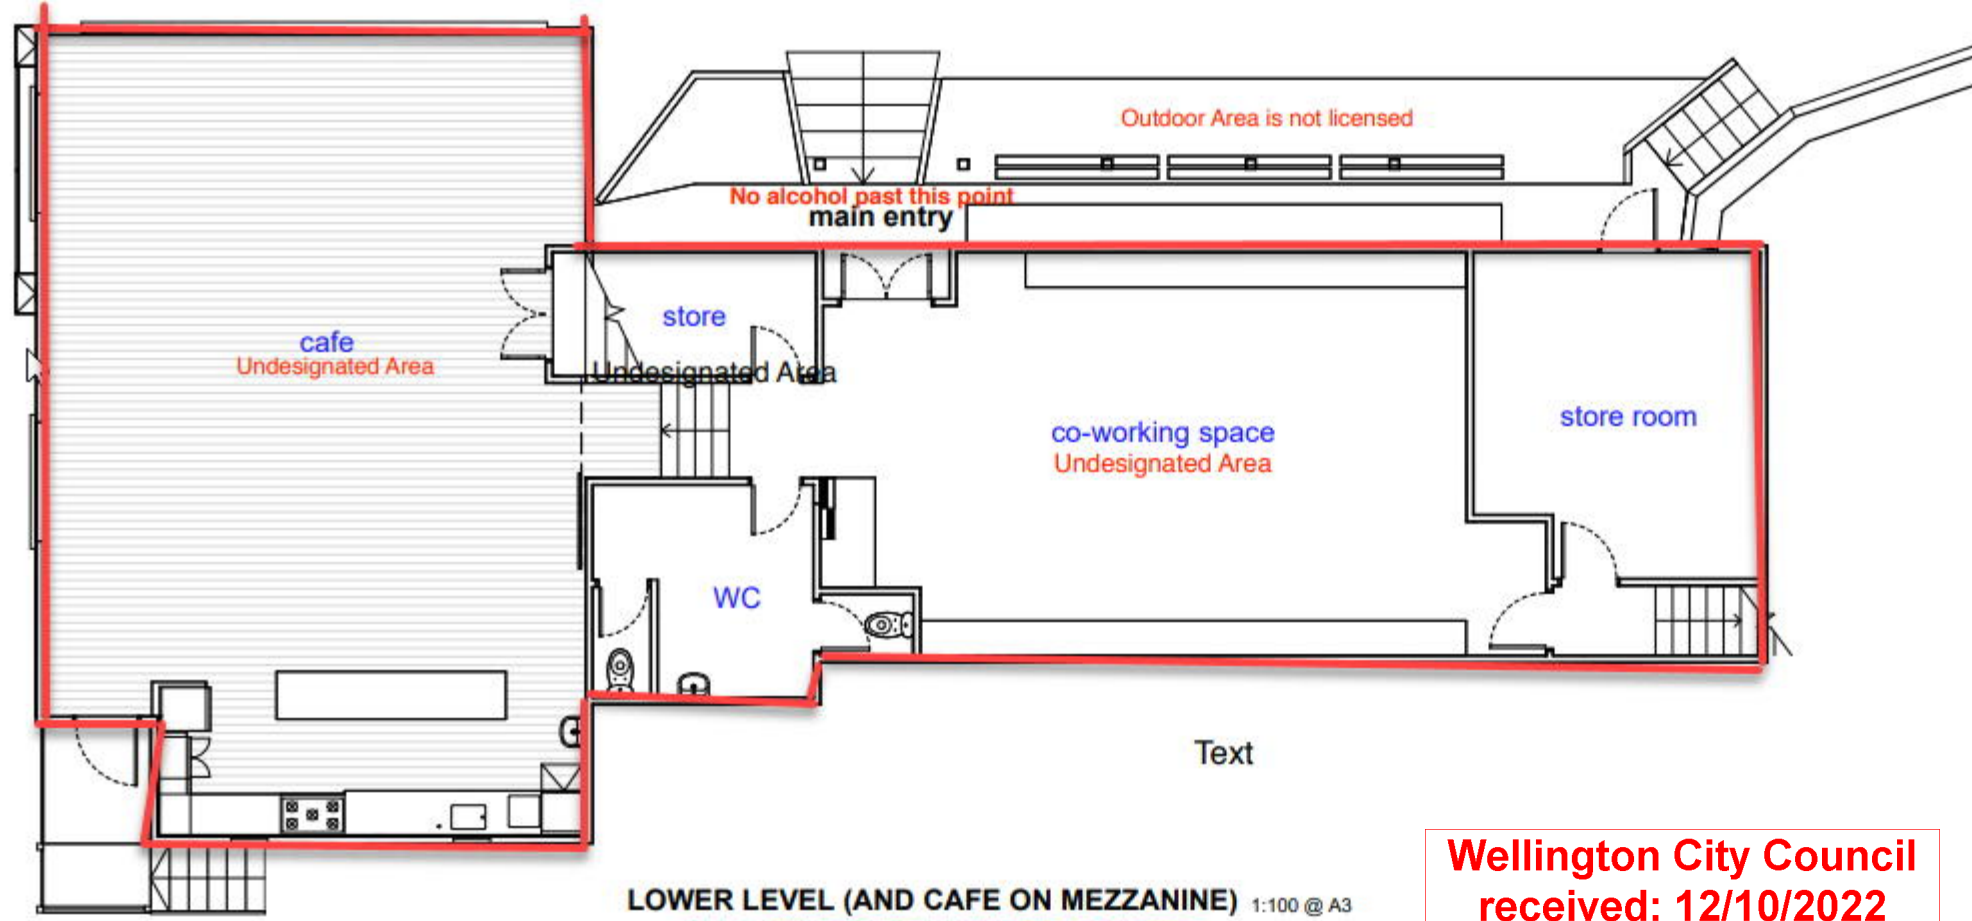 Outdoor Area is not licensed
No alcohol past this point
main entry
store
cafe
Undesignated Area
Undesignated Area
store room
co-working space
Undesignated Area
WC
Text
LOWER LEVEL (AND CAFE ON MEZZANINE) 1:100 @ A3
Wellington City Council
received: 12/10/2022